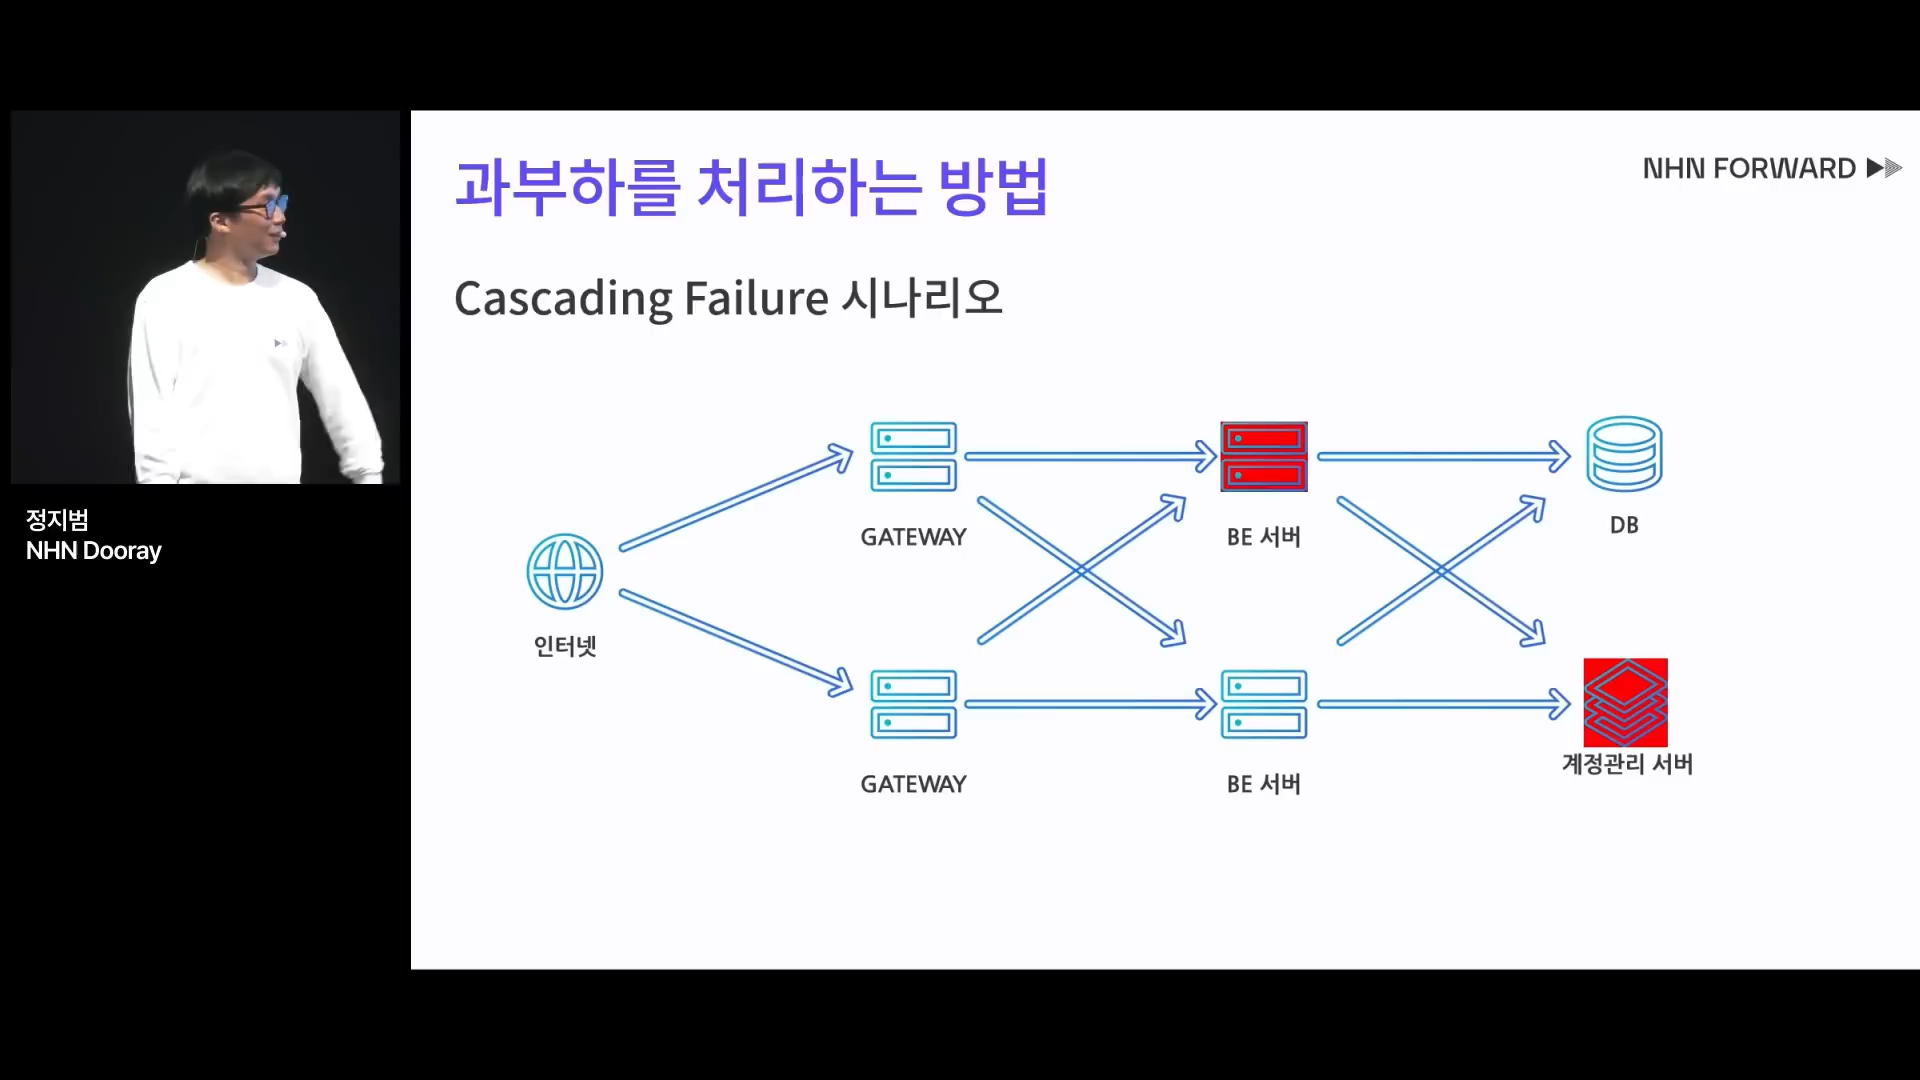 과부하를 처리하는 방법
NHN FORWARD
Cascading Failure 시나리오
정지범
NHN Dooray
GATEWAY
BE 서버
DB
인터넷
GATEWAY
BE 서버
계정관리 서버